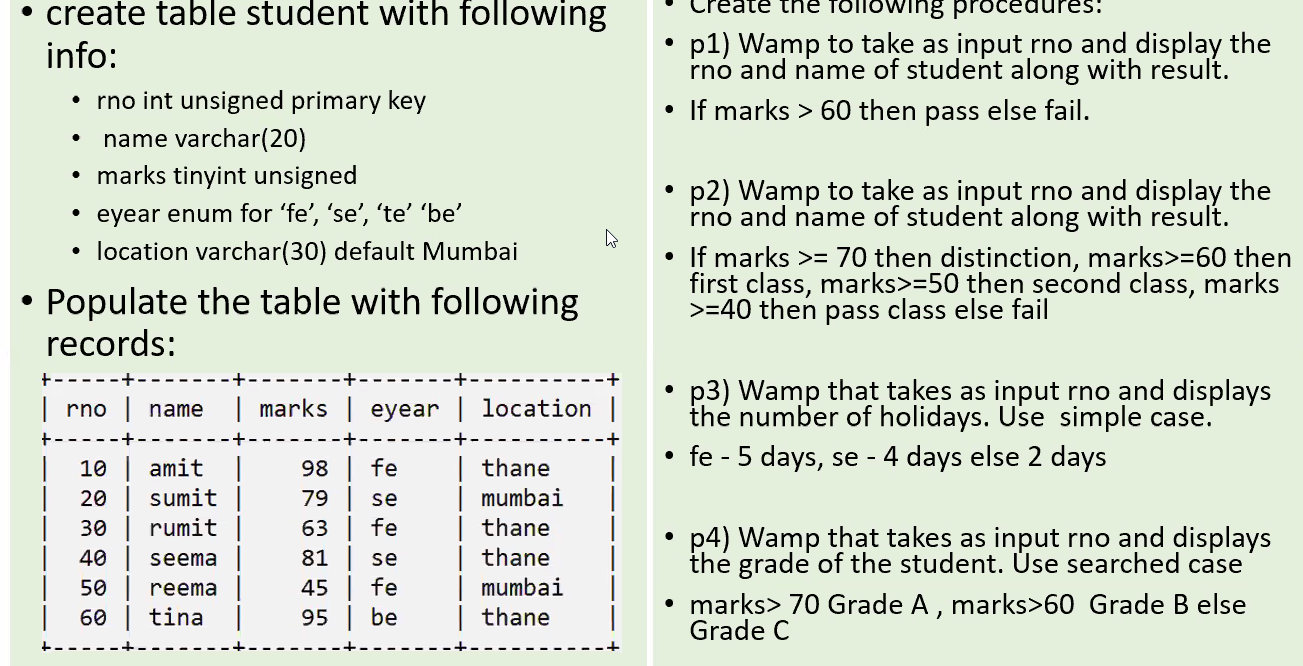 • create table student with following
info:
• rno int unsigned primary key
• name varchar(20)
• marks tinyint unsigned
• eyear enum for ‘fe’, ‘se’, ‘te’ ‘be’
• location varchar(30) default Mumbai
• Populate the table with following
records:
+-----+-------+-------+-------+----------+
| rno | name  | marks | eyear | location |
+-----+-------+-------+-------+----------+
|  10 | amit  |    98 | fe    | thane    |
|  20 | sumit |    79 | se    | mumbai   |
|  30 | rumit |    63 | fe    | thane    |
|  40 | seema |    81 | se    | thane    |
|  50 | reema |    45 | fe    | mumbai   |
|  60 | tina  |    95 | be    | thane    |
+-----+-------+-------+-------+----------+
• Create the following procedures:
• p1) Wamp to take as input rno and display the
rno and name of student along with result.
• If marks > 60 then pass else fail.
• p2) Wamp to take as input rno and display the
rno and name of student along with result.
• If marks >= 70 then distinction, marks>=60 then
first class, marks>=50 then second class, marks
>=40 then pass class else fail
• p3) Wamp that takes as input rno and displays
the number of holidays. Use  simple case.
• fe - 5 days, se - 4 days else 2 days
• p4) Wamp that takes as input rno and displays
the grade of the student. Use searched case
• marks> 70 Grade A , marks>60  Grade B else
Grade C